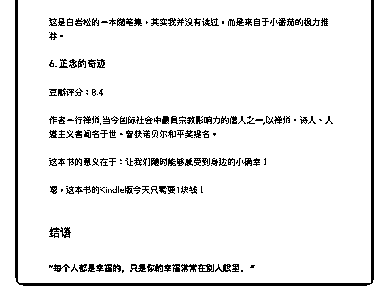 这是白岩松的一本随笔集，其实我并没有读过，而是来自于小番茄的极力推
荐。
6. 正念的奇迹
豆瓣评分：8.4
作者一行禅师,当今国际社会中最具宗教影响力的僧人之一,以禅师、诗人、人
道主义者闻名于世，曾获诺贝尔和平奖提名。
这本书的意义在于：让我们随时能够感受到身边的小确幸！
嗯，这本书的Kindle版今天只需要1块钱！
结语
“每个人都是幸福的，只是你的幸福常常在别人眼里。”